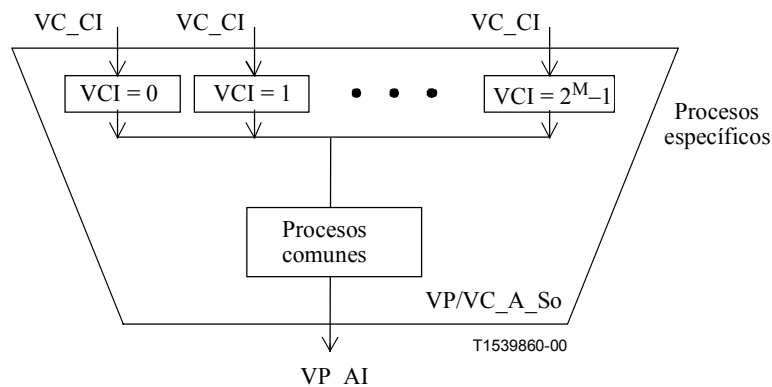 VC_CI VC_CI VC_CI
VCI = 0 VCI = 1 • • • VCI = 2^M–1
Procesos
específicos
Procesos
comunes
VP/VC_A_So
T1539860-00
VP_AI